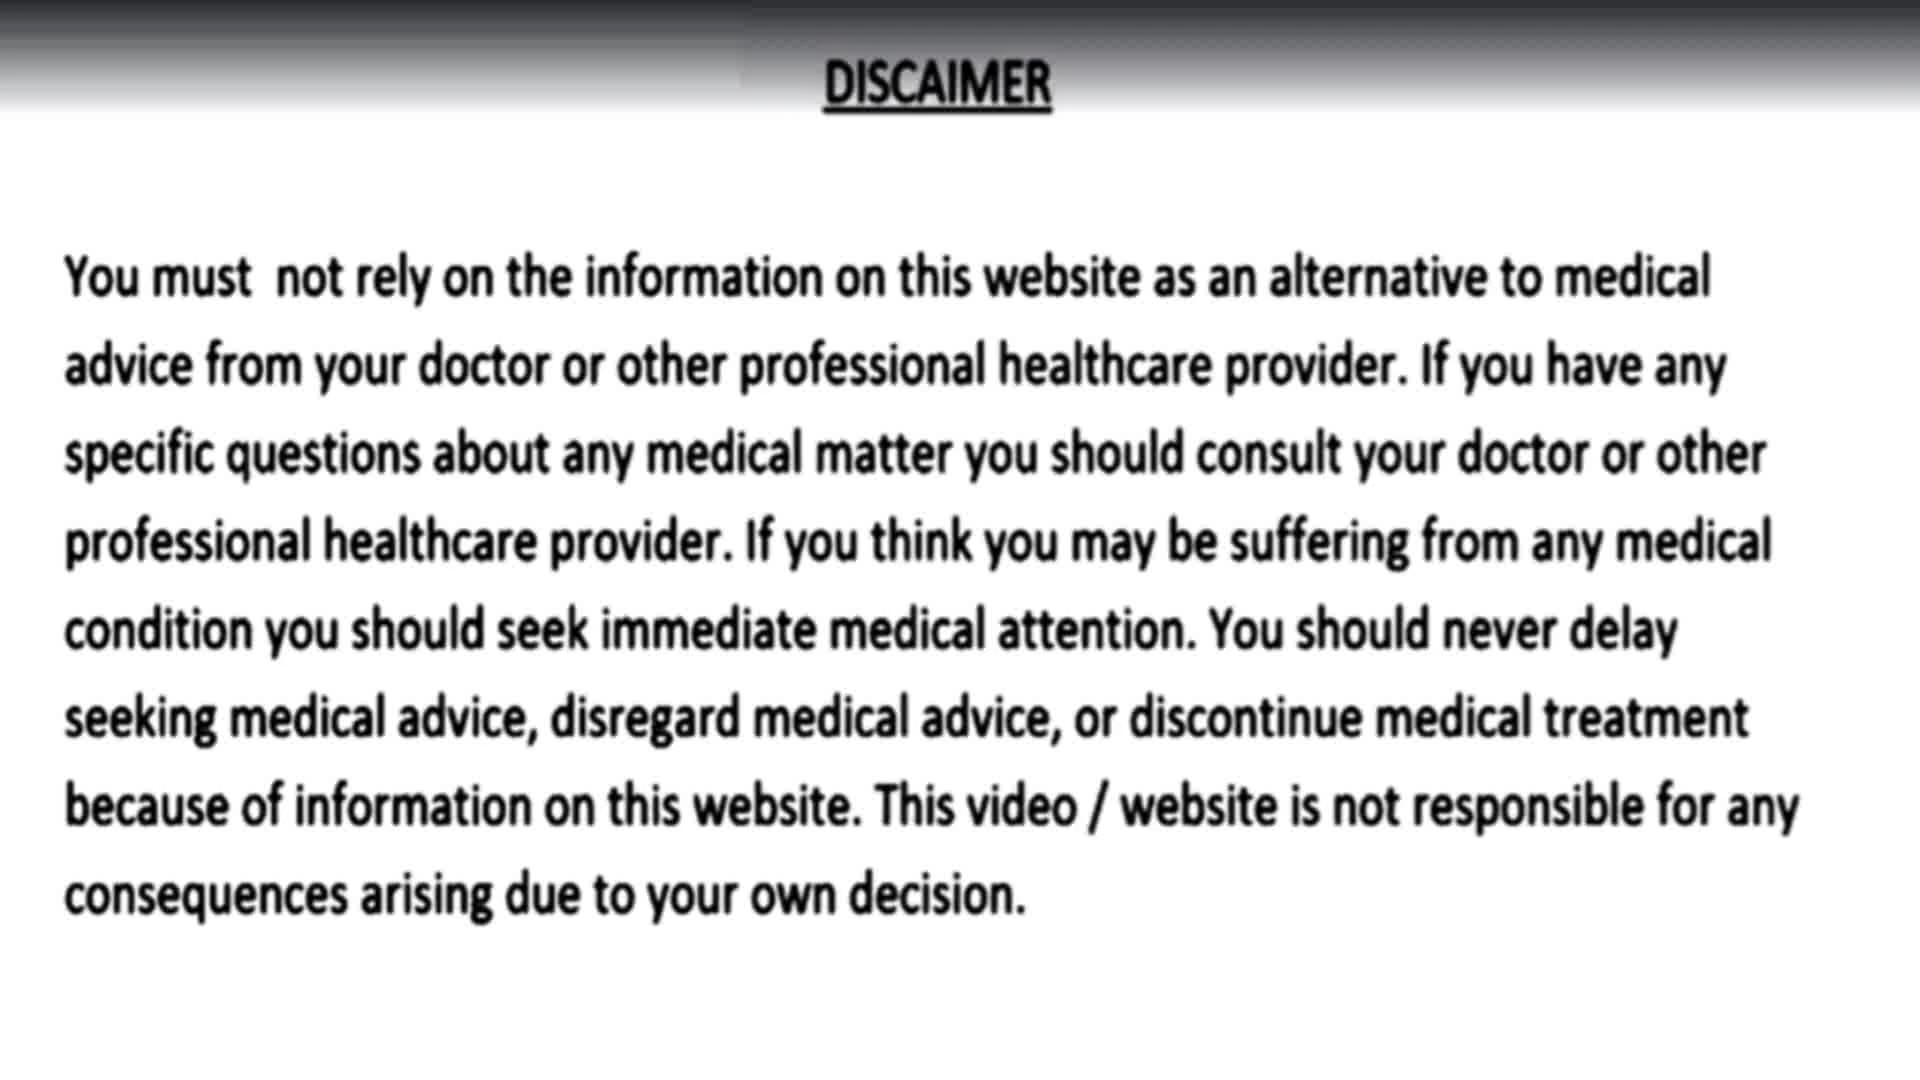 DISCAIMER
You must  not rely on the information on this website as an alternative to medical
advice from your doctor or other professional healthcare provider. If you have any
specific questions about any medical matter you should consult your doctor or other
professional healthcare provider. If you think you may be suffering from any medical
condition you should seek immediate medical attention. You should never delay
seeking medical advice, disregard medical advice, or discontinue medical treatment
because of information on this website. This video / website is not responsible for any
consequences arising due to your own decision.